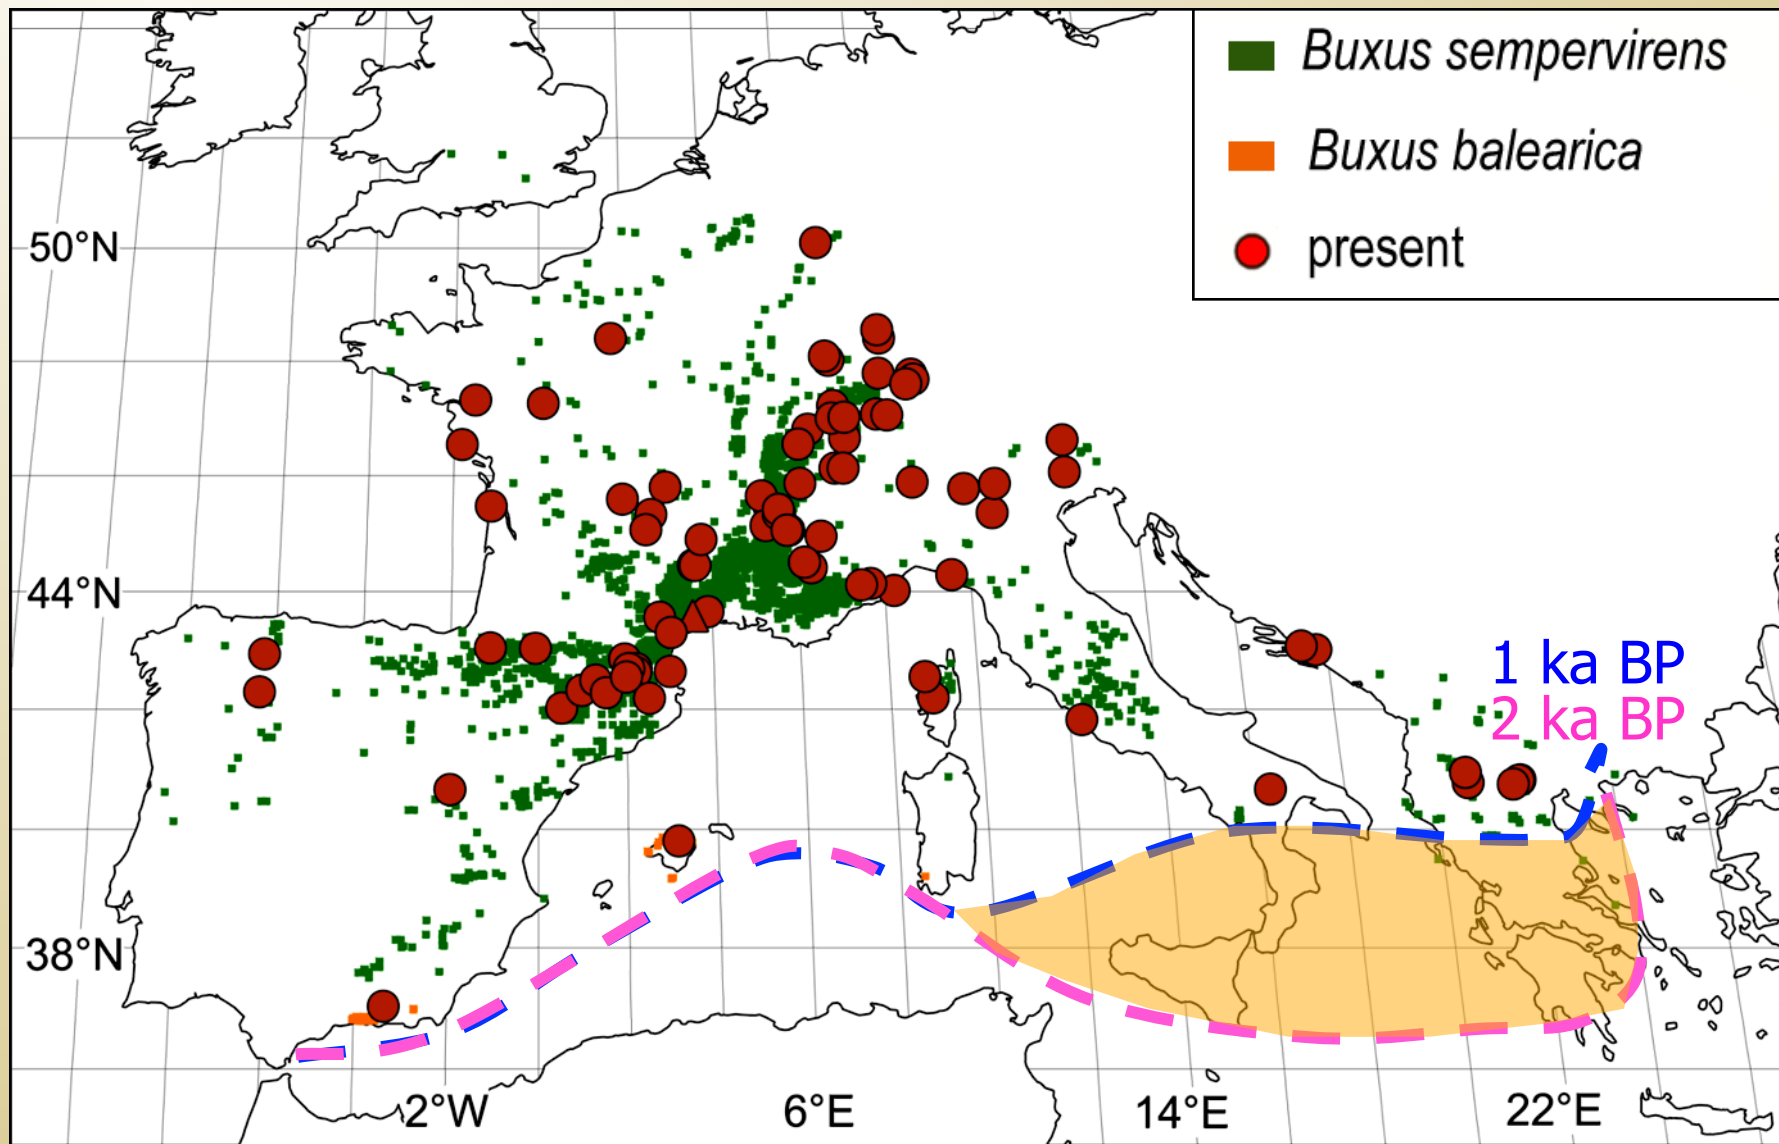 Buxus sempervirens
Buxus balearica
present
50°N
44°N
1 ka BP
2 ka BP
38°N
2°W 6°E 14°E 22°E